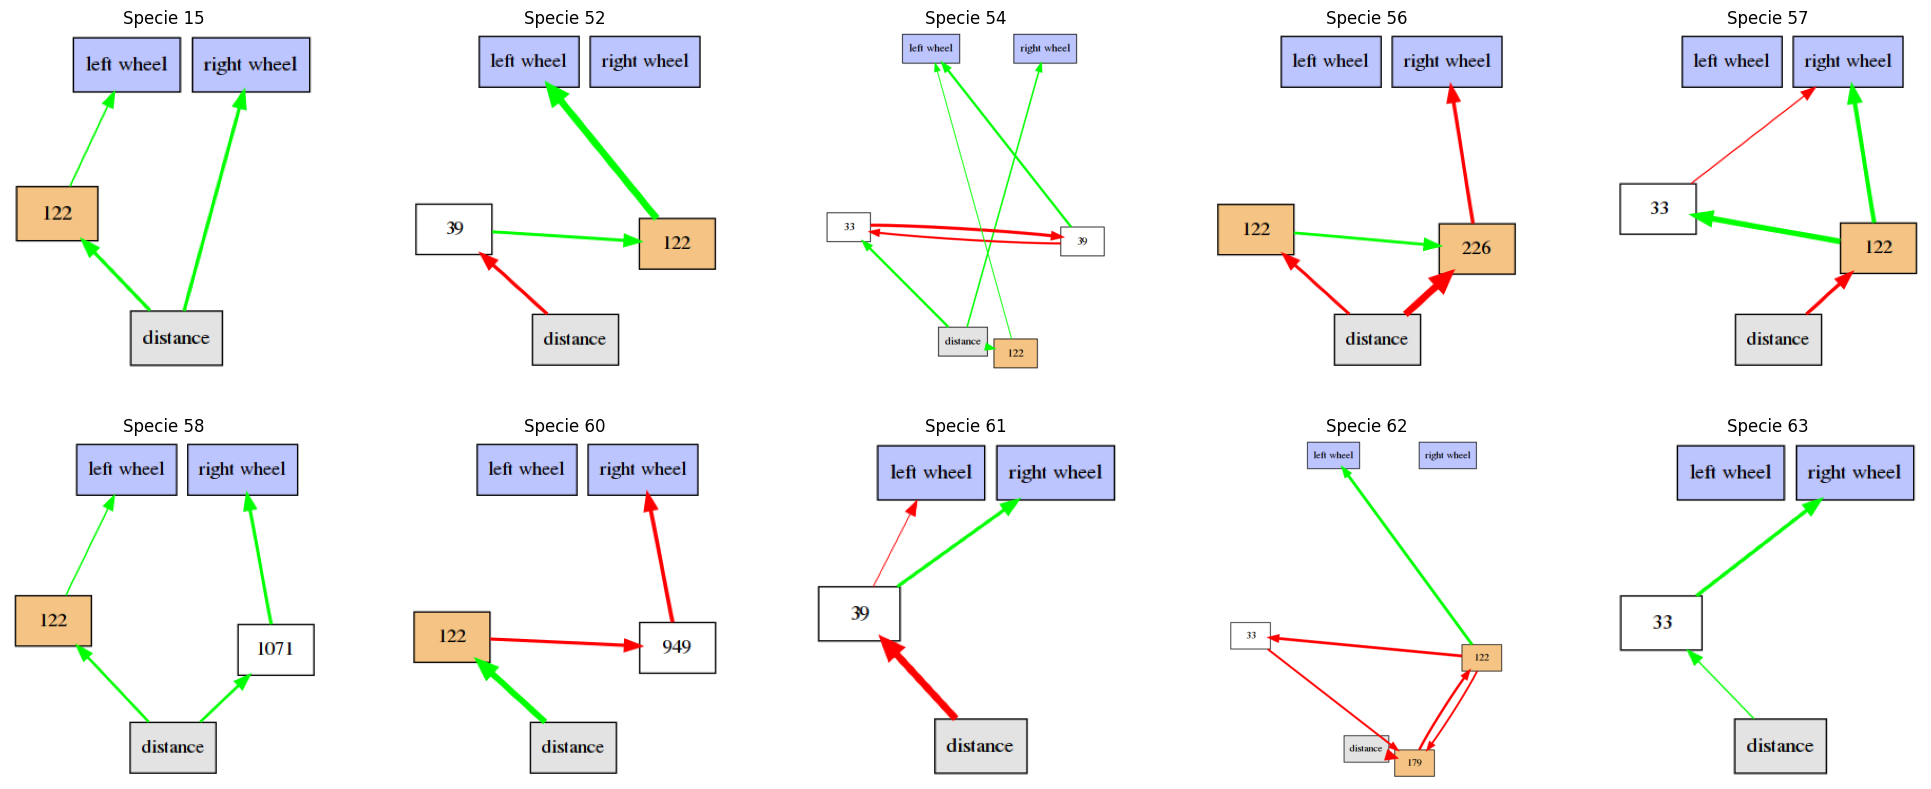 Specie 15
left wheel right wheel
122
distance
Specie 52
left wheel right wheel
39
122
distance
Specie 54
left wheel right wheel
33
39
distance
122
Specie 56
left wheel right wheel
122
226
distance
Specie 57
left wheel right wheel
33
122
distance
Specie 58
left wheel right wheel
122
1071
distance
Specie 60
left wheel right wheel
122
949
distance
Specie 61
left wheel right wheel
39
distance
Specie 62
left wheel right wheel
33
122
distance
179
Specie 63
left wheel right wheel
33
distance